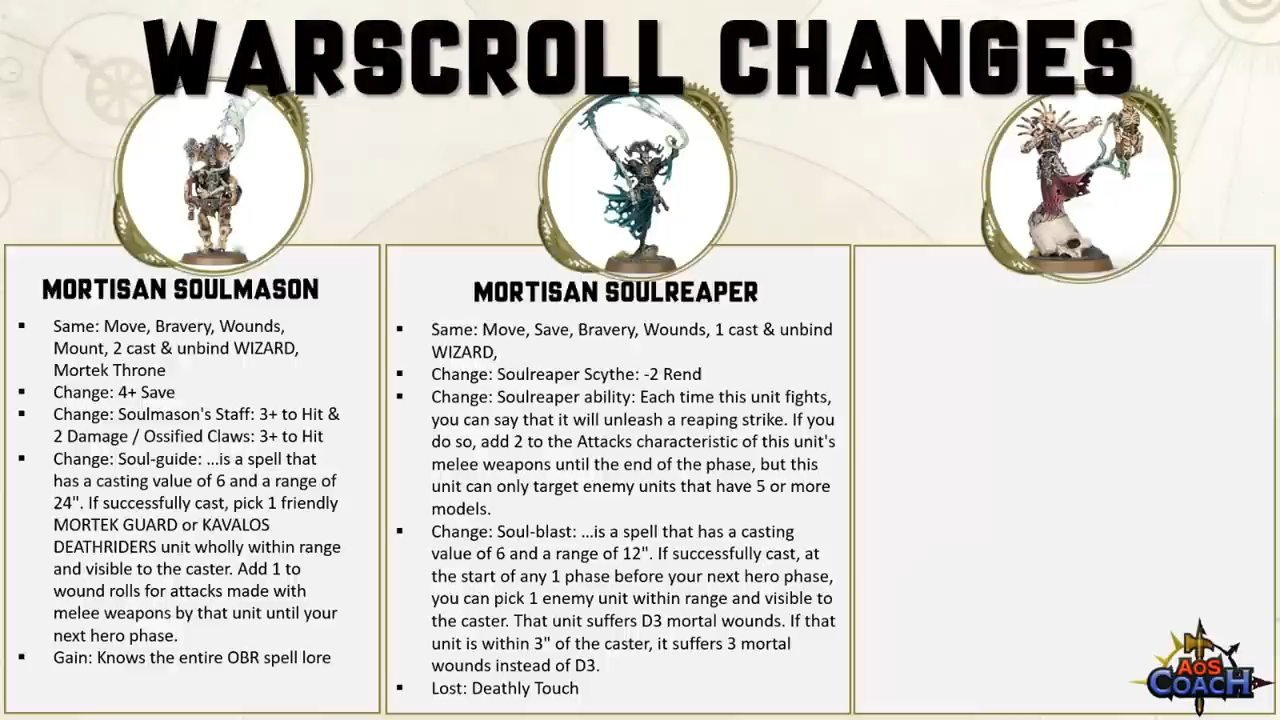 WARSCROLL CHANGES
MORTISAN SOULMASON
▪ Same: Move, Bravery, Wounds,
Mount, 2 cast & unbind WIZARD,
Mortek Throne
▪ Change: 4+ Save
▪ Change: Soulmason's Staff: 3+ to Hit &
2 Damage / Ossified Claws: 3+ to Hit
▪ Change: Soul-guide: ...is a spell that
has a casting value of 6 and a range of
24". If successfully cast, pick 1 friendly
MORTEK GUARD or KAVALOS
DEATHRIDERS unit wholly within range
and visible to the caster. Add 1 to
wound rolls for attacks made with
melee weapons by that unit until your
next hero phase.
▪ Gain: Knows the entire OBR spell lore
MORTISAN SOULREAPER
▪ Same: Move, Save, Bravery, Wounds, 1 cast & unbind
WIZARD,
▪ Change: Soulreaper Scythe: -2 Rend
▪ Change: Soulreaper ability: Each time this unit fights,
you can say that it will unleash a reaping strike. If you
do so, add 2 to the Attacks characteristic of this unit's
melee weapons until the end of the phase, but this
unit can only target enemy units that have 5 or more
models.
▪ Change: Soul-blast: ...is a spell that has a casting
value of 6 and a range of 12". If successfully cast, at
the start of any 1 phase before your next hero phase,
you can pick 1 enemy unit within range and visible to
the caster. That unit suffers D3 mortal wounds. If that
unit is within 3" of the caster, it suffers 3 mortal
wounds instead of D3.
▪ Lost: Deathly Touch
AoS
COACH